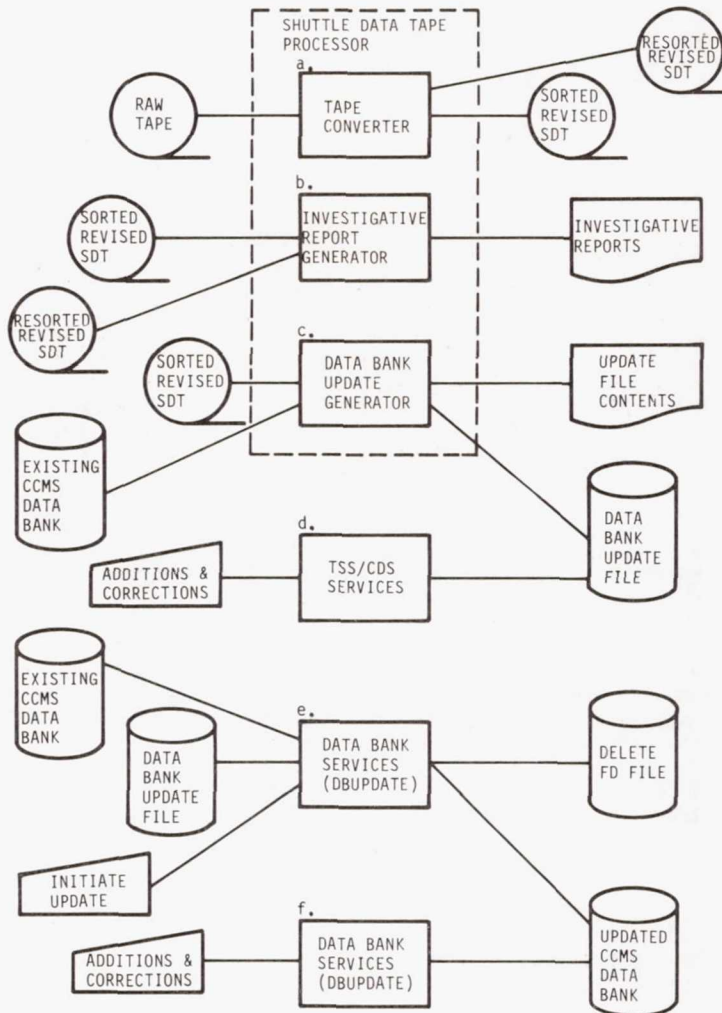 SHUTTLE DATA TAPE
PROCESSOR
a.
RAW
TAPE
TAPE
CONVERTER
RESORTED
REVISED
SDT
SORTED
REVISED
SDT
b.
SORTED
REVISED
SDT
INVESTIGATIVE
REPORT
GENERATOR
INVESTIGATIVE
REPORTS
RESORTED
REVISED
SDT
c.
SORTED
REVISED
SDT
DATA BANK
UPDATE
GENERATOR
UPDATE
FILE
CONTENTS
EXISTING
CCMS
DATA
BANK
DATA
BANK
UPDATE
FILE
d.
ADDITIONS &
CORRECTIONS
TSS/CDS
SERVICES
EXISTING
CCMS
DATA
BANK
e.
DATA
BANK
UPDATE
FILE
DATA BANK
SERVICES
(DBUPDATE)
DELETE
FD FILE
INITIATE
UPDATE
f.
ADDITIONS &
CORRECTIONS
DATA BANK
SERVICES
(DBUPDATE)
UPDATED
CCMS
DATA
BANK